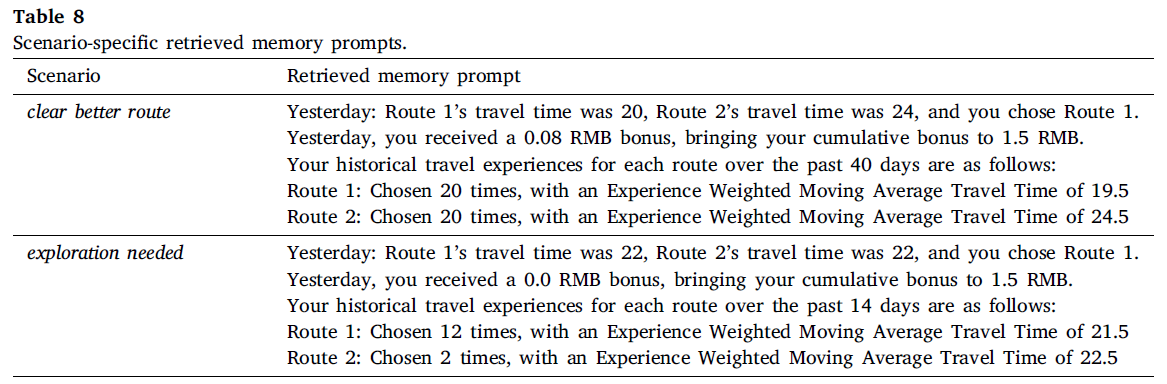 Table 8
Scenario-specific retrieved memory prompts.
Scenario Retrieved memory prompt
clear better route Yesterday: Route 1’s travel time was 20, Route 2’s travel time was 24, and you chose Route 1.
Yesterday, you received a 0.08 RMB bonus, bringing your cumulative bonus to 1.5 RMB.
Your historical travel experiences for each route over the past 40 days are as follows:
Route 1: Chosen 20 times, with an Experience Weighted Moving Average Travel Time of 19.5
Route 2: Chosen 20 times, with an Experience Weighted Moving Average Travel Time of 24.5
exploration needed Yesterday: Route 1’s travel time was 22, Route 2’s travel time was 22, and you chose Route 1.
Yesterday, you received a 0.0 RMB bonus, bringing your cumulative bonus to 1.5 RMB.
Your historical travel experiences for each route over the past 14 days are as follows:
Route 1: Chosen 12 times, with an Experience Weighted Moving Average Travel Time of 21.5
Route 2: Chosen 2 times, with an Experience Weighted Moving Average Travel Time of 22.5